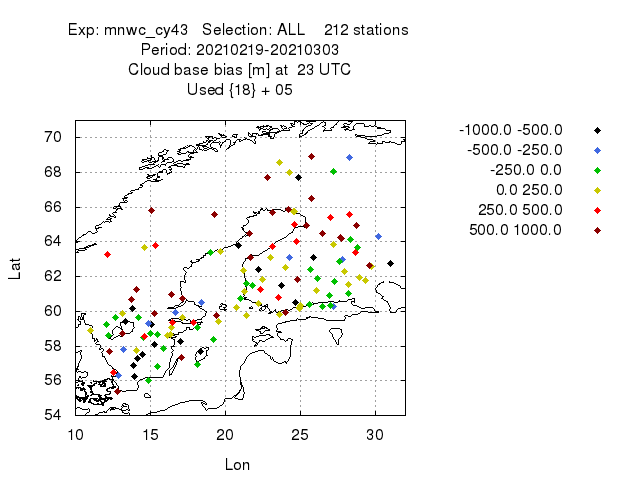 Exp: mnwc_cy43 Selection: ALL 212 stations
Period: 20210219-20210303
Cloud base bias [m] at 23 UTC
Used {18} + 05
-1000.0 -500.0
-500.0 -250.0
-250.0 0.0
0.0 250.0
250.0 500.0
500.0 1000.0
Lat
70
68
66
64
62
60
58
56
54
10 15 20 25 30
Lon